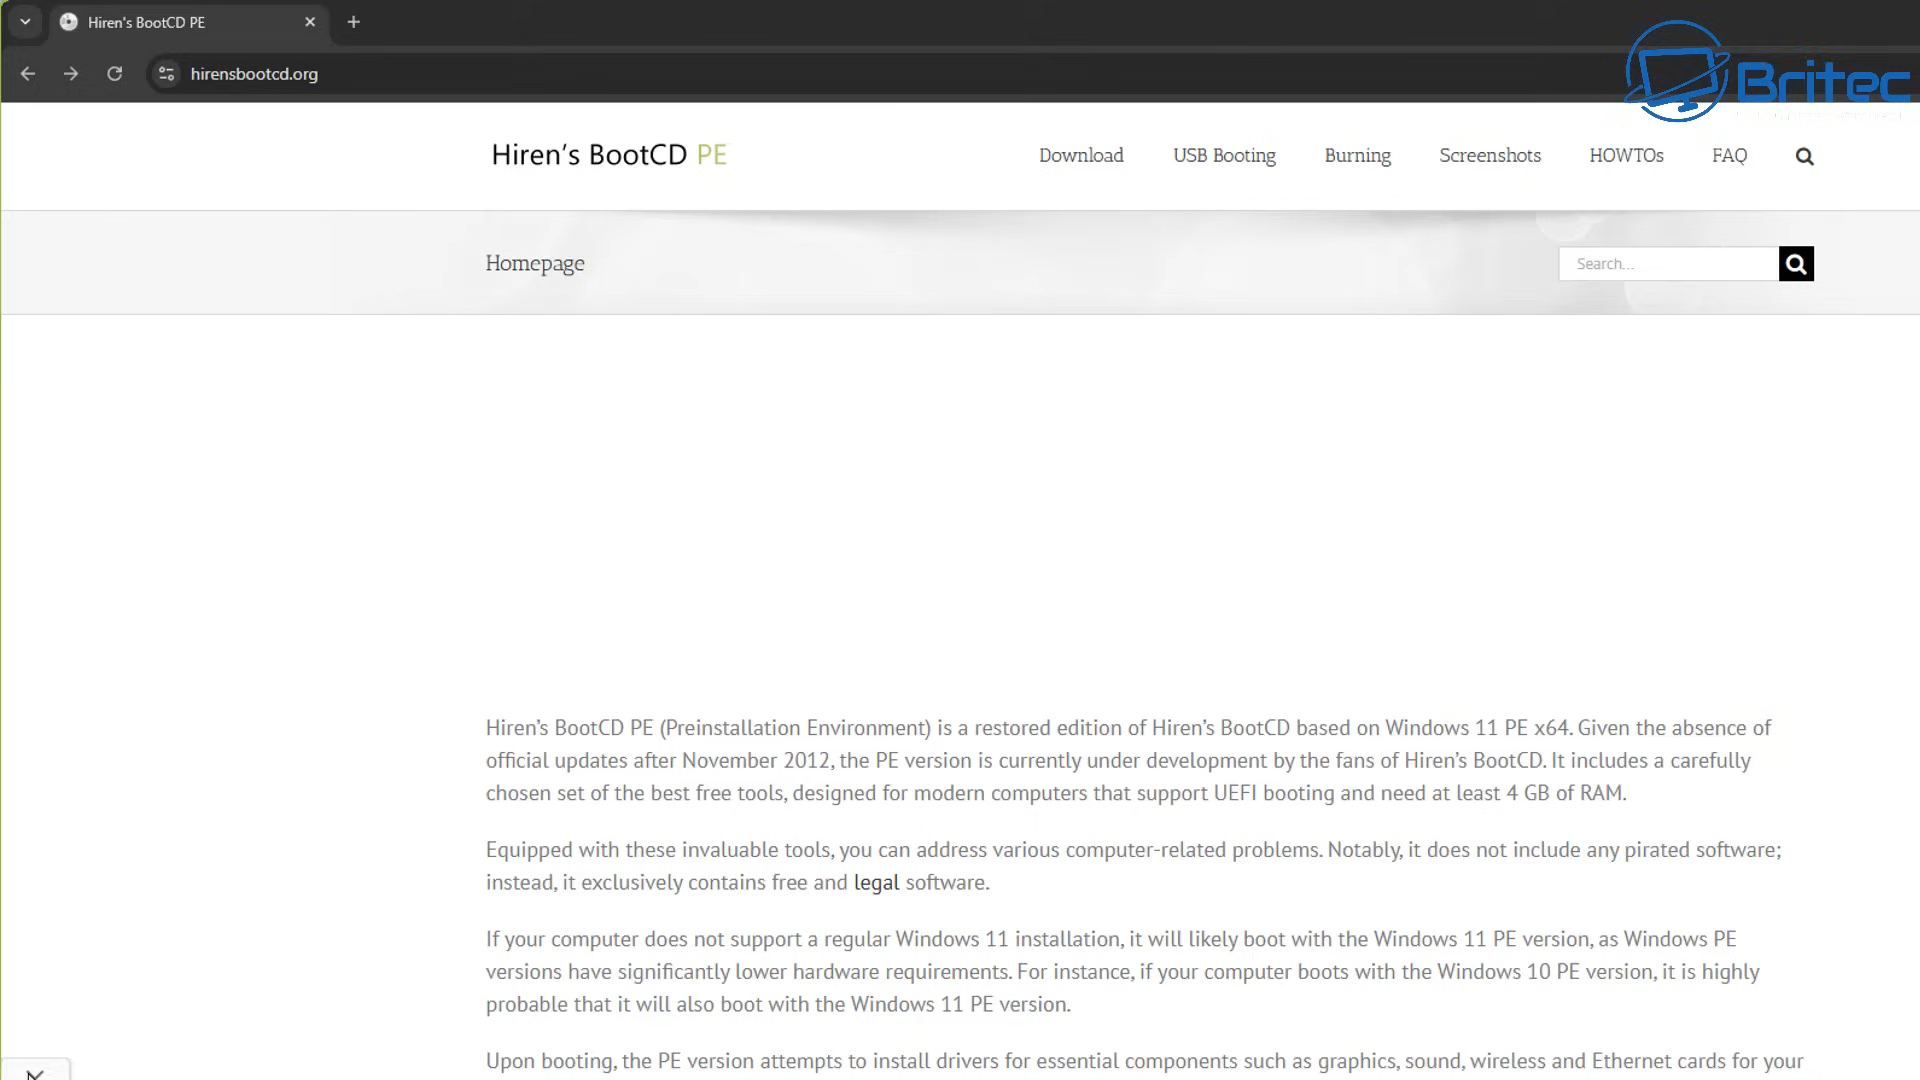 Hiren's BootCD PE
hirensbootcd.org
Britec
Hiren's BootCD PE
Download
USB Booting
Burning
Screenshots
HOWTOs
FAQ
Homepage
Search...
Hiren’s BootCD PE (Preinstallation Environment) is a restored edition of Hiren’s BootCD based on Windows 11 PE x64. Given the absence of
official updates after November 2012, the PE version is currently under development by the fans of Hiren’s BootCD. It includes a carefully
chosen set of the best free tools, designed for modern computers that support UEFI booting and need at least 4 GB of RAM.
Equipped with these invaluable tools, you can address various computer-related problems. Notably, it does not include any pirated software;
instead, it exclusively contains free and legal software.
If your computer does not support a regular Windows 11 installation, it will likely boot with the Windows 11 PE version, as Windows PE
versions have significantly lower hardware requirements. For instance, if your computer boots with the Windows 10 PE version, it is highly
probable that it will also boot with the Windows 11 PE version.
Upon booting, the PE version attempts to install drivers for essential components such as graphics, sound, wireless and Ethernet cards for your